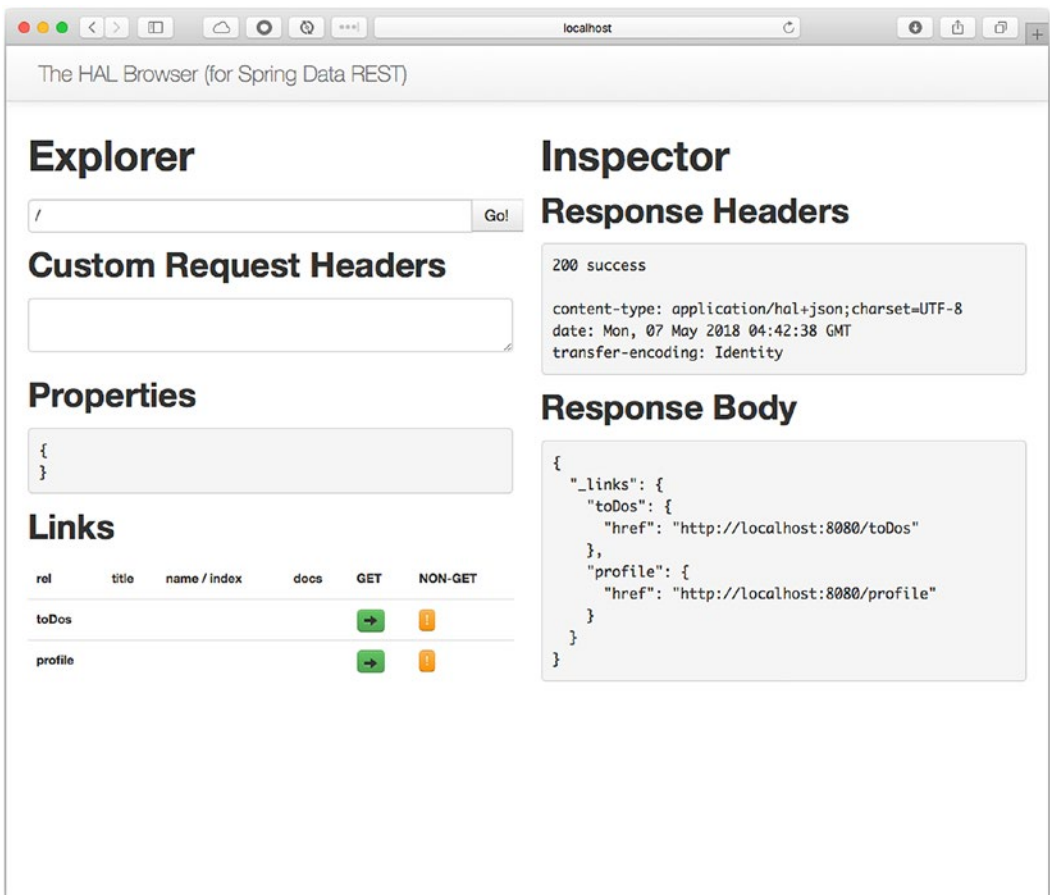 localhost
The HAL Browser (for Spring Data REST)
Explorer
/
Go!
Custom Request Headers
Properties
{
}
Links
rel title name / index docs GET NON-GET
toDos
!
profile
!
Inspector
Response Headers
200 success
content-type: application/hal+json;charset=UTF-8
date: Mon, 07 May 2018 04:42:38 GMT
transfer-encoding: Identity
Response Body
{
"_links": {
"toDos": {
"href": "http://localhost:8080/toDos"
},
"profile": {
"href": "http://localhost:8080/profile"
}
}
}